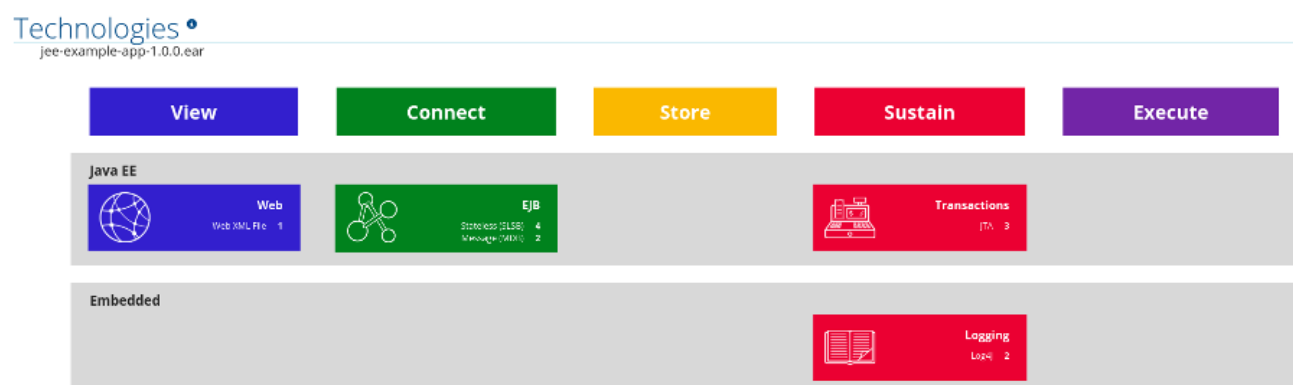 Technologies
jee-example-app-1.0.0.ear
View Connect Store Sustain Execute
Java EE
Web
Web XML File 1
EJB
Stateless (SLSB) 4
Message (MDB) 2
Transactions
JTA 3
Embedded
Logging
Log4j 2